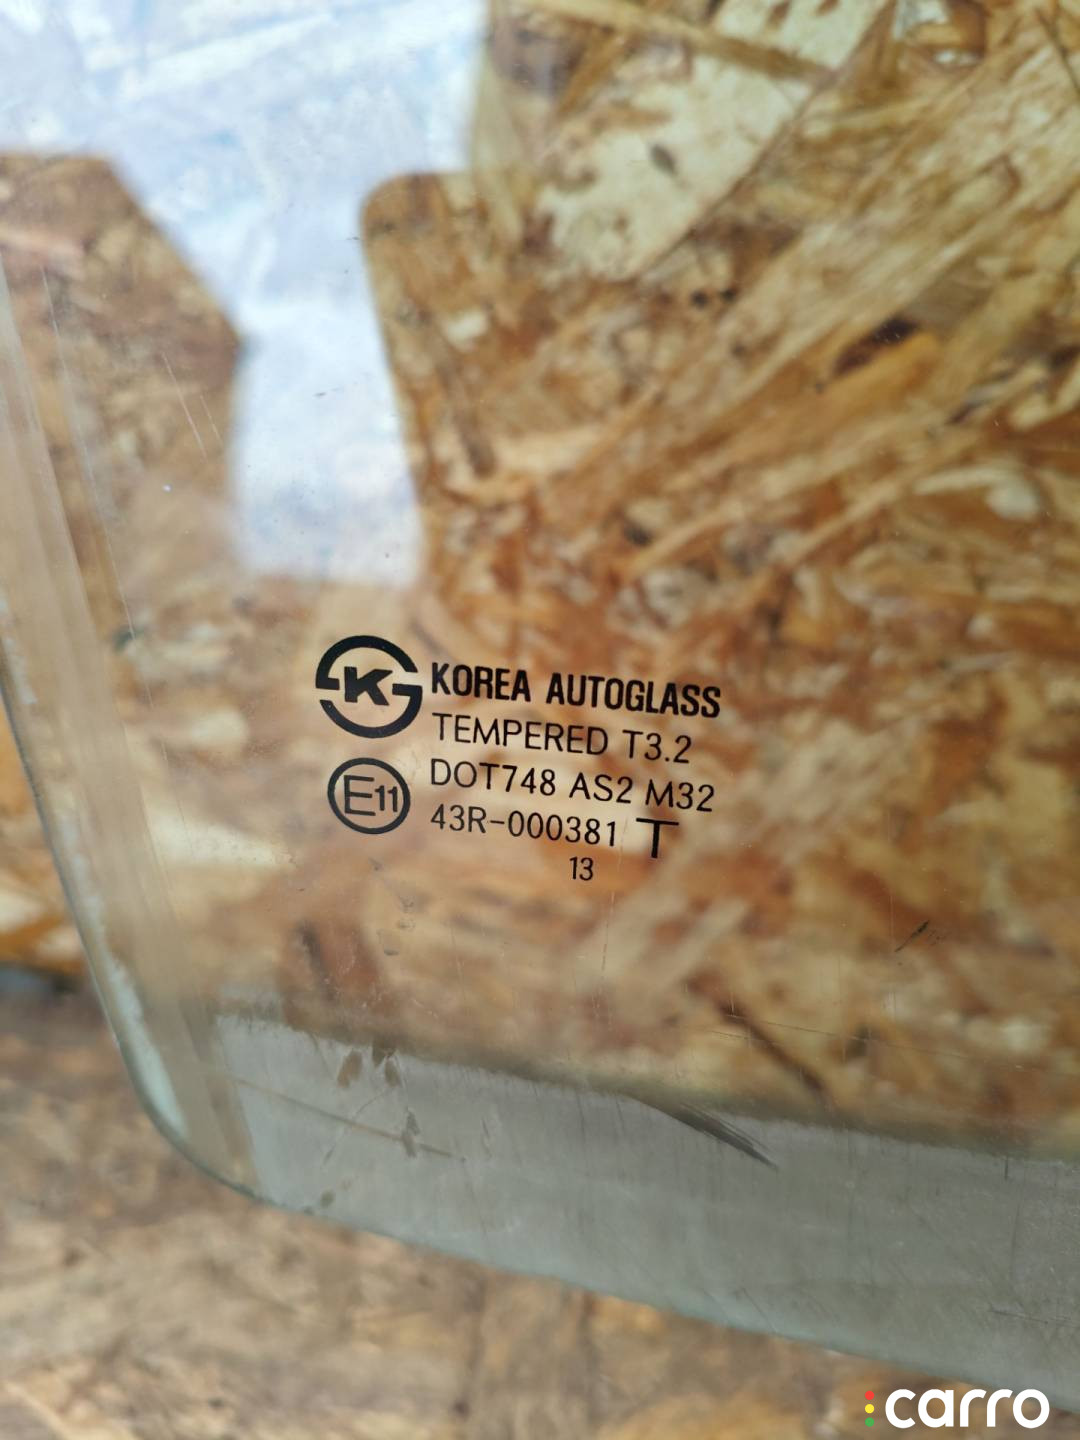 K KOREA AUTOGLASS
TEMPERED T3.2
E11 DOT748 AS2 M32
43R-000381 T
13
carro